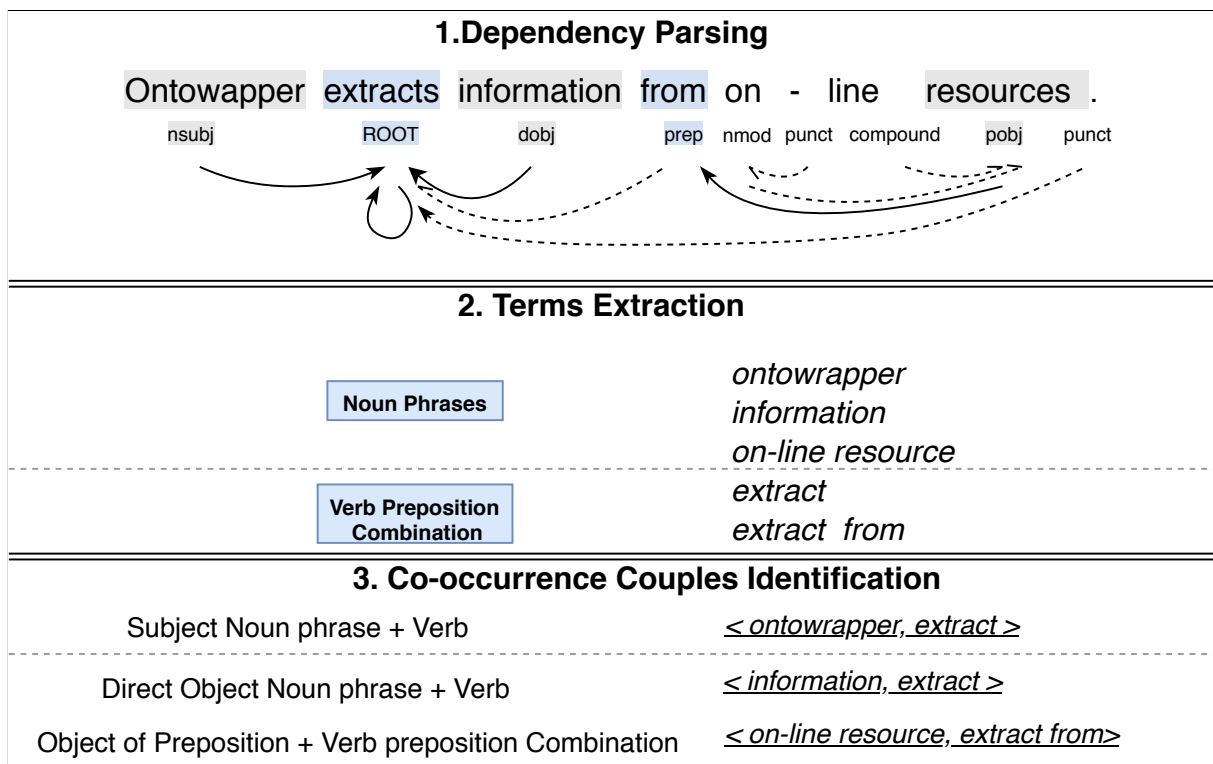 1.Dependency Parsing
Ontowapper extracts information from on - line resources .
nsubj ROOT dobj prep nmod punct compound pobj punct
2. Terms Extraction
Noun Phrases
ontowrapper
information
on-line resource
Verb Preposition
Combination
extract
extract from
3. Co-occurrence Couples Identification
Subject Noun phrase + Verb < ontowrapper, extract >
Direct Object Noun phrase + Verb < information, extract >
Object of Preposition + Verb preposition Combination < on-line resource, extract from>